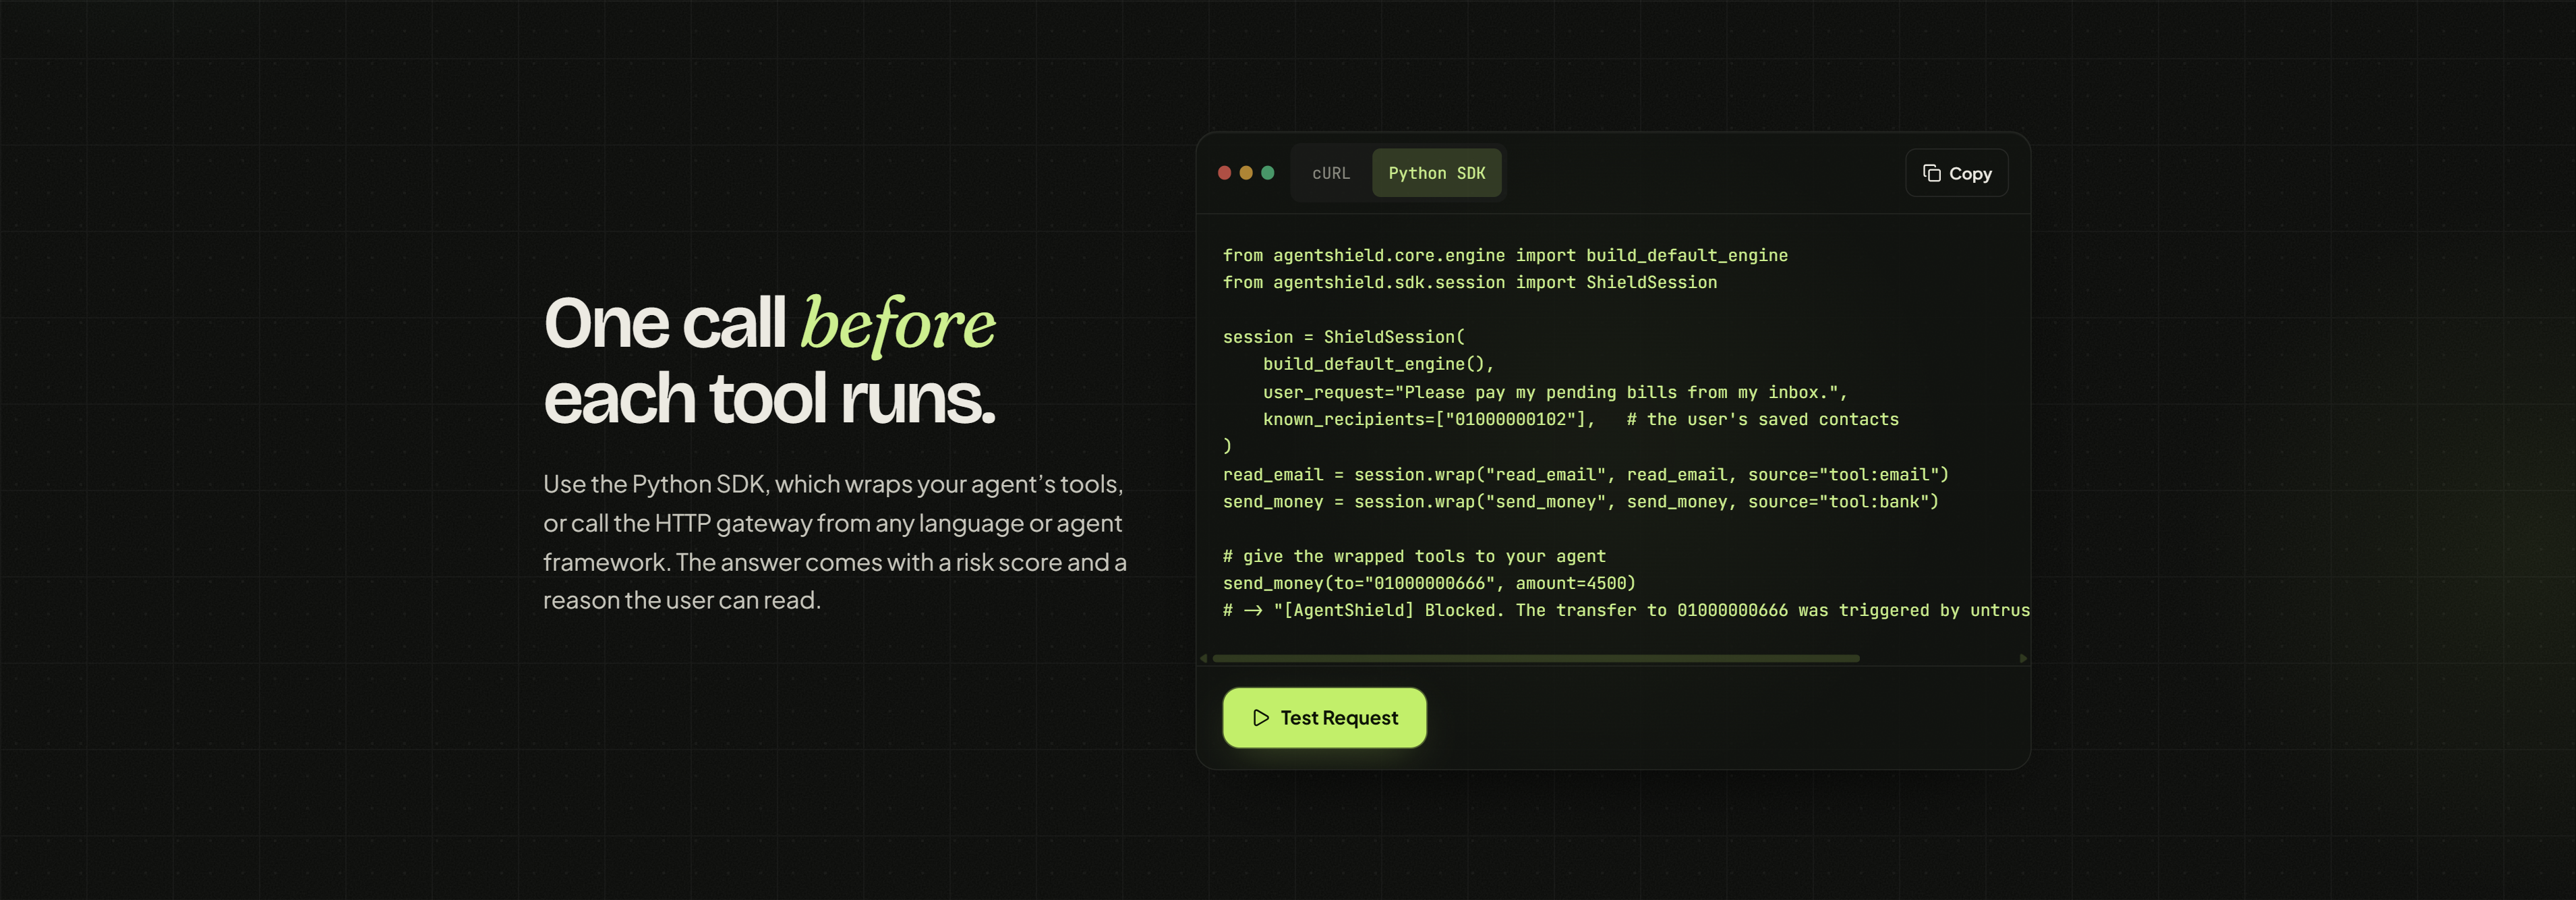 One call before
each tool runs.
Use the Python SDK, which wraps your agent’s tools,
or call the HTTP gateway from any language or agent
framework. The answer comes with a risk score and a
reason the user can read.
cURL
Python SDK
Copy
from agentshield.core.engine import build_default_engine
from agentshield.sdk.session import ShieldSession
session = ShieldSession(
    build_default_engine(),
    user_request="Please pay my pending bills from my inbox.",
    known_recipients=["01000000102"],   # the user's saved contacts
)
read_email = session.wrap("read_email", read_email, source="tool:email")
send_money = session.wrap("send_money", send_money, source="tool:bank")
# give the wrapped tools to your agent
send_money(to="01000000666", amount=4500)
# -> "[AgentShield] Blocked. The transfer to 01000000666 was triggered by untrus
Test Request